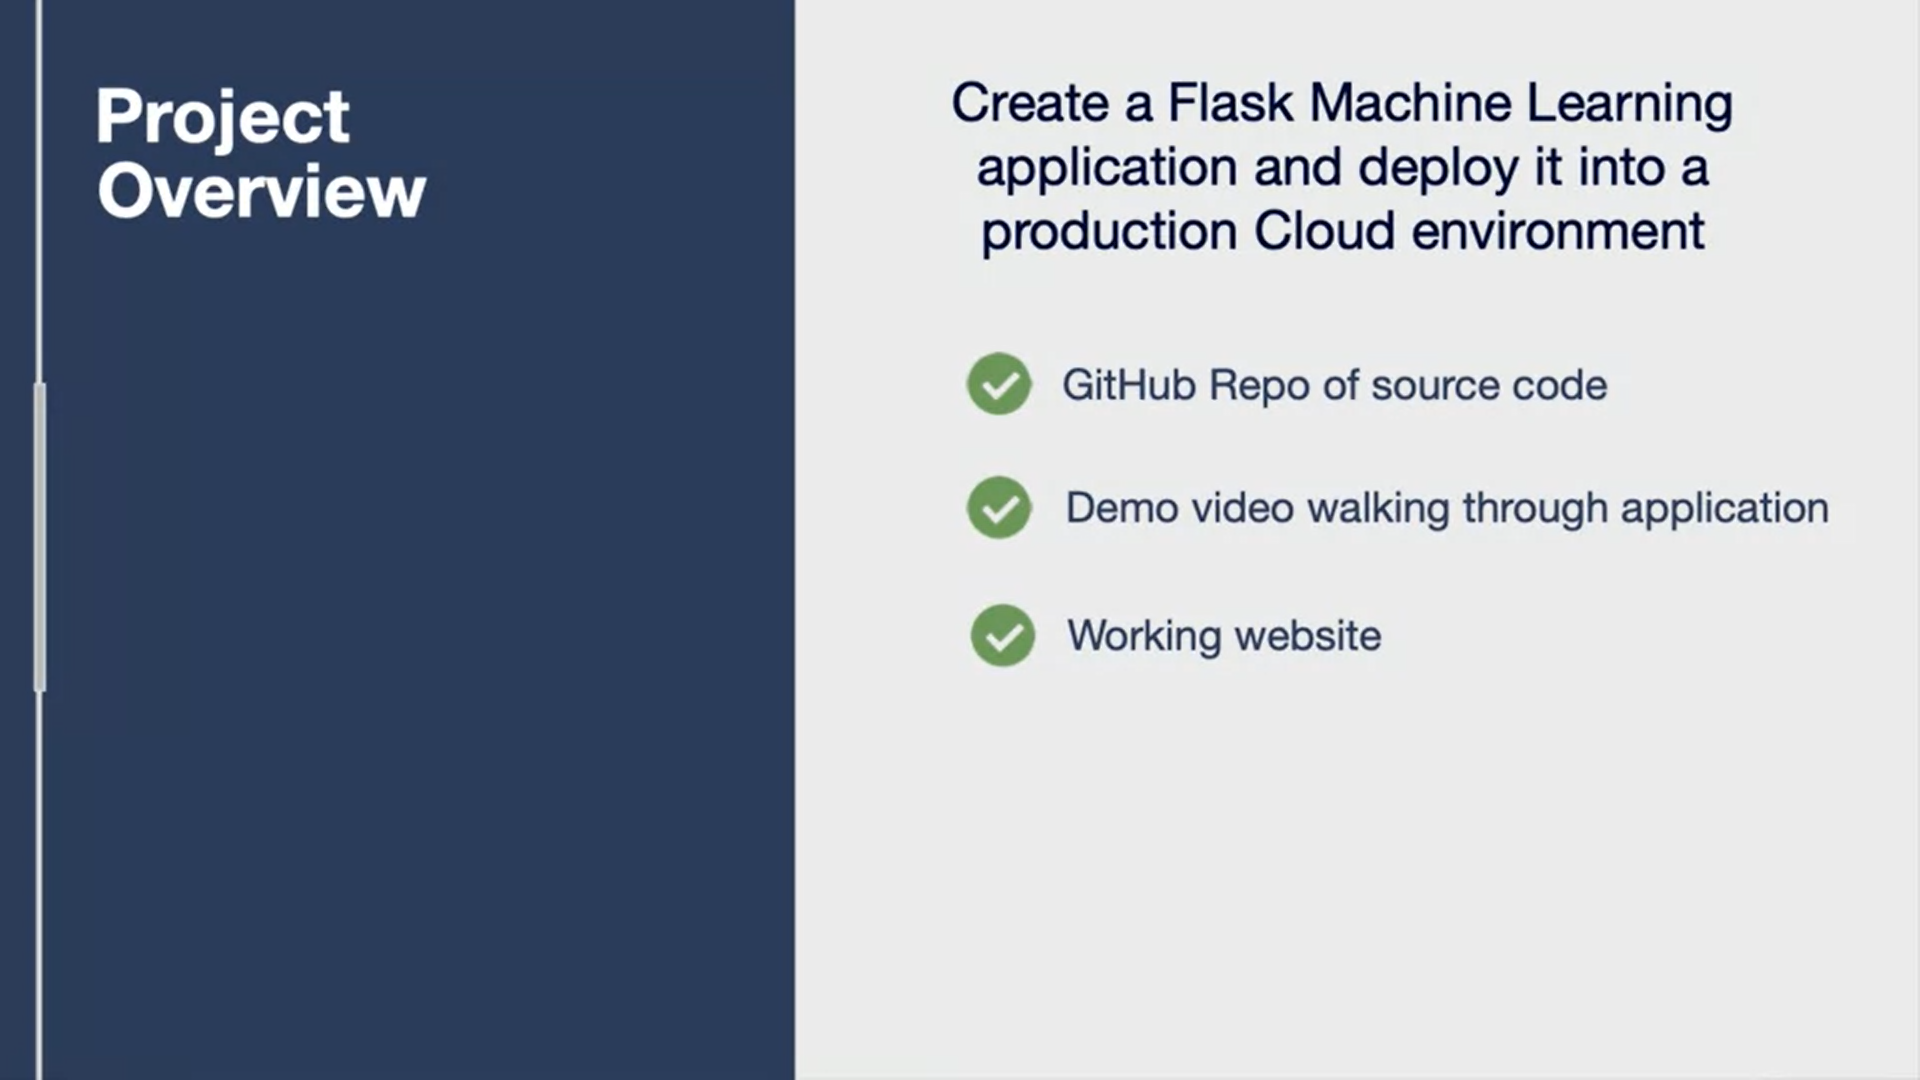 Project
Overview
Create a Flask Machine Learning
application and deploy it into a
production Cloud environment
GitHub Repo of source code
Demo video walking through application
Working website